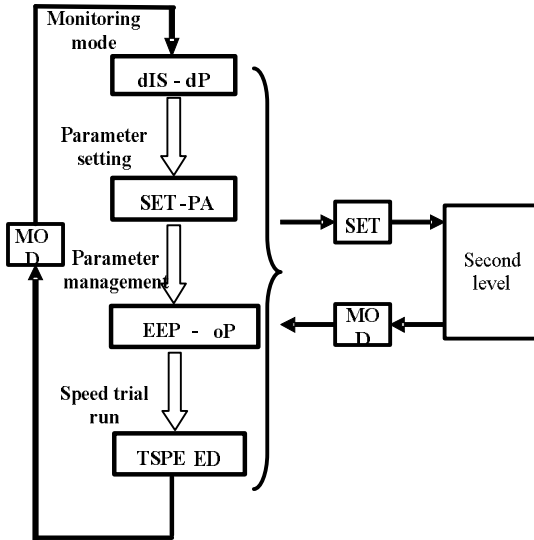 Monitoring
mode
dIS - dP
Parameter
setting
SET-PA
MO
D
Parameter
management
EEP - oP
Speed trial
run
TSPE ED
SET
MO
D
Second
level